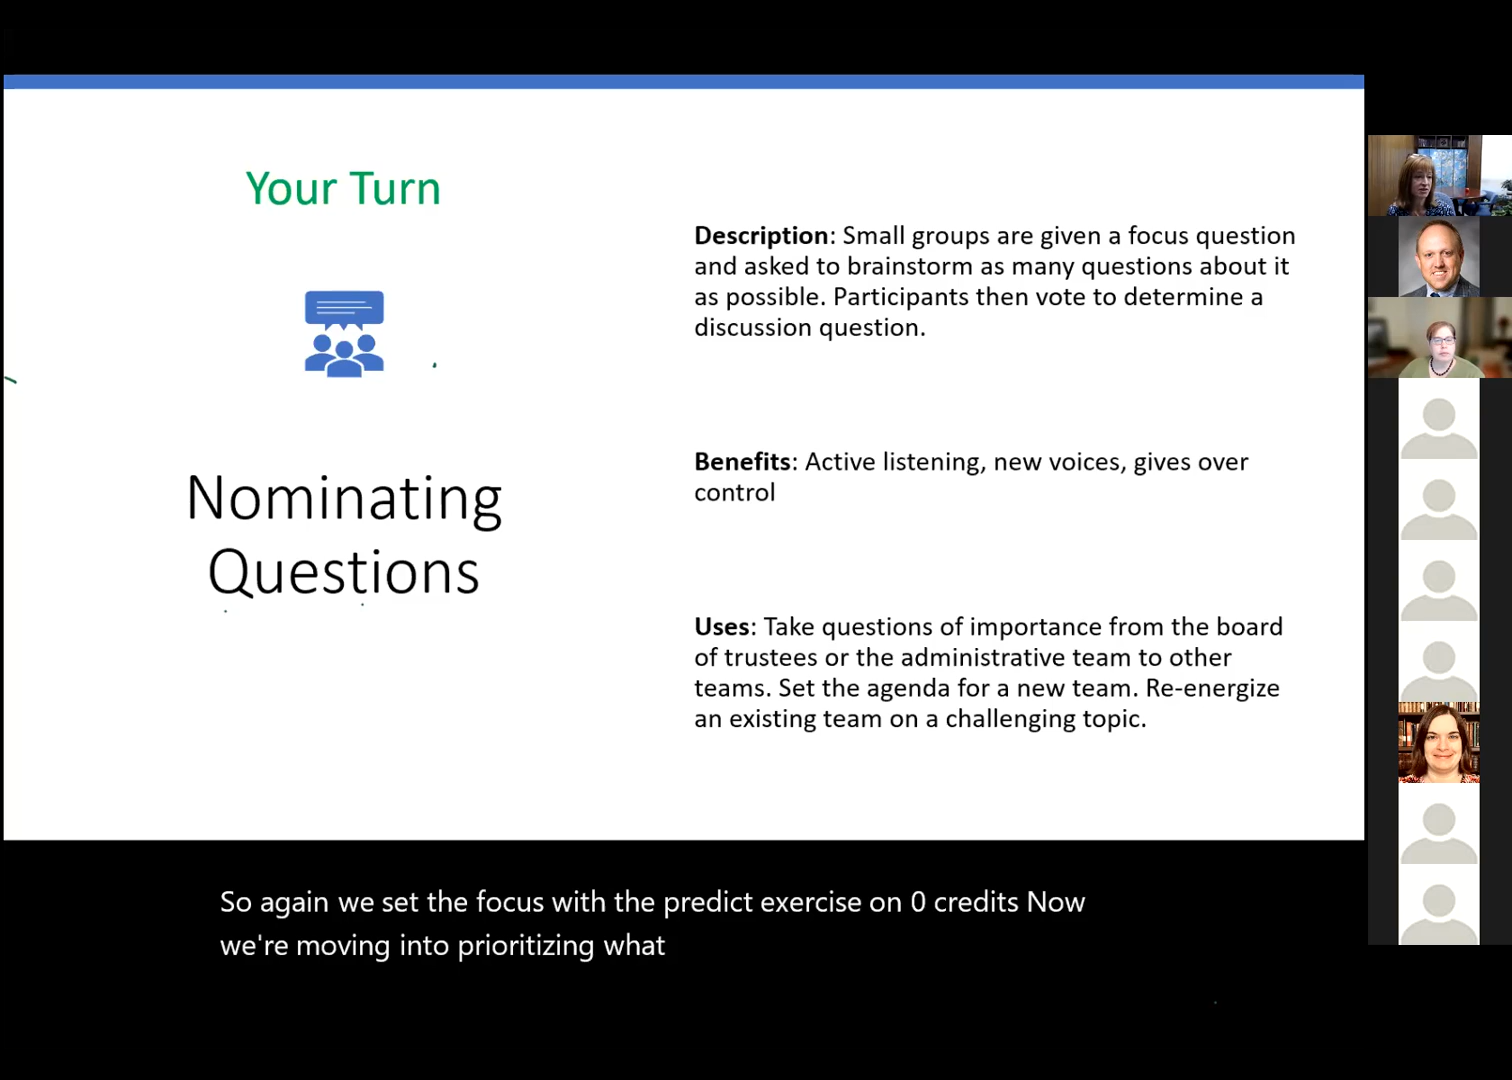 Your Turn
Nominating
Questions
Description: Small groups are given a focus question
and asked to brainstorm as many questions about it
as possible. Participants then vote to determine a
discussion question.
Benefits: Active listening, new voices, gives over
control
Uses: Take questions of importance from the board
of trustees or the administrative team to other
teams. Set the agenda for a new team. Re-energize
an existing team on a challenging topic.
So again we set the focus with the predict exercise on 0 credits Now
we're moving into prioritizing what